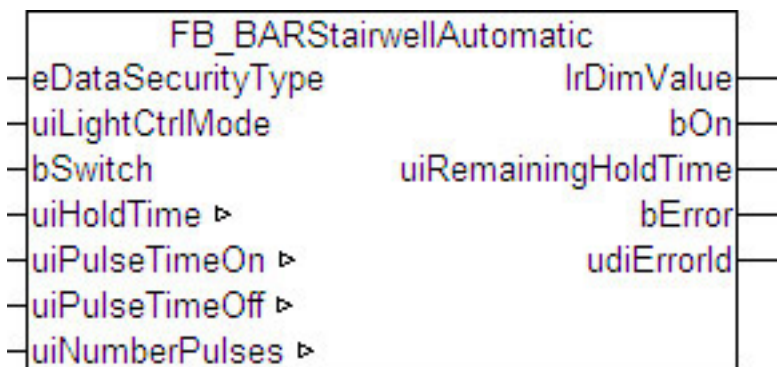 FB_BARStairwellAutomatic
eDataSecurityType lrDimValue
uiLightCtrlMode bOn
bSwitch uiRemainingHoldTime
uiHoldTime ▹ bError
uiPulseTimeOn ▹ udiErrorId
uiPulseTimeOff ▹
uiNumberPulses ▹